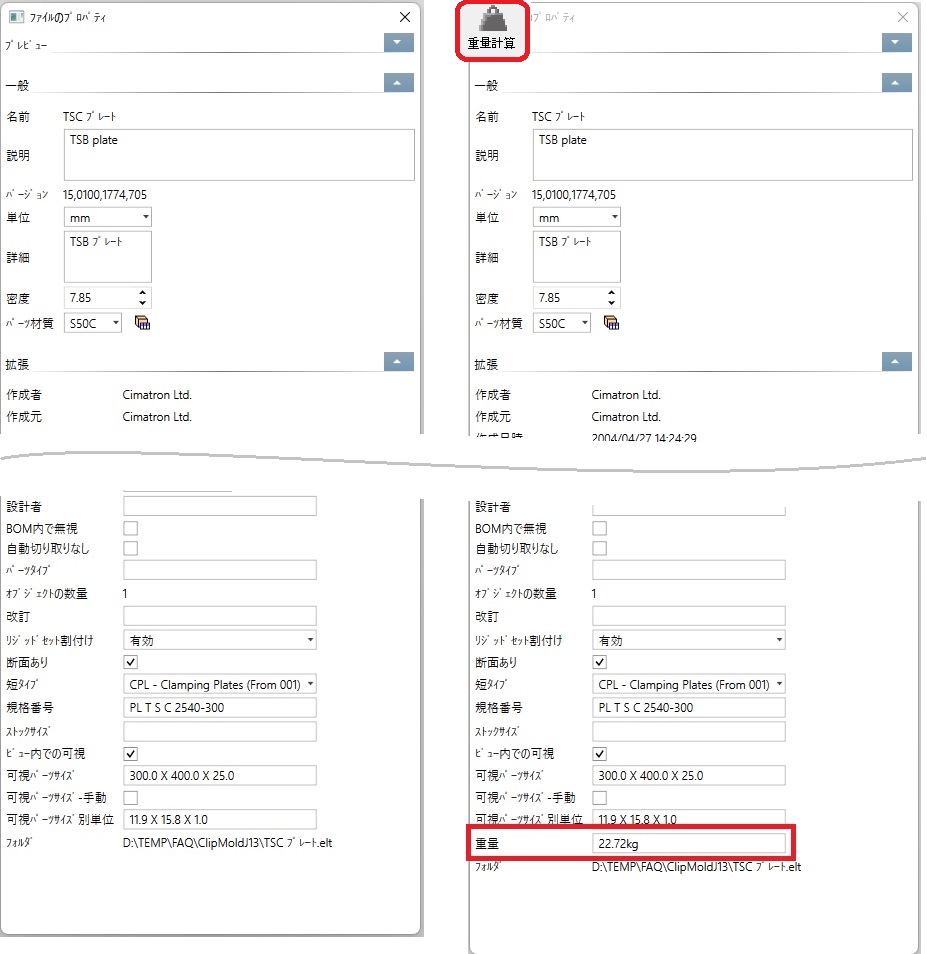 ﾌｧｲﾙのﾌﾟﾛﾊﾟﾃｨ
ﾌﾟﾚﾋﾞｭｰ
一般
名前 TSC ﾌﾟﾚｰﾄ
説明 TSB plate
ﾊﾞｰｼﾞｮﾝ 15,0100,1774,705
単位 mm
詳細 TSB ﾌﾟﾚｰﾄ
密度 7.85
ﾊﾟｰﾂ材質 S50C
拡張
作成者 Cimatron Ltd.
作成元 Cimatron Ltd.
設計者
BOM内で無視
自動切り取りなし
ﾊﾟｰﾂﾀｲﾌﾟ
ｵﾌﾞｼﾞｪｸﾄの数量 1
改訂
ﾘｼﾞｯﾄﾞｾｯﾄ割付け 有効
断面あり
短ﾀｲﾌﾟ CPL - Clamping Plates (From 001)
規格番号 PL T S C 2540-300
ｽﾄｯｸｻｲｽﾞ
ﾋﾞｭｰ内での可視
可視ﾊﾟｰﾂｻｲｽﾞ 300.0 X 400.0 X 25.0
可視ﾊﾟｰﾂｻｲｽﾞ-手動
可視ﾊﾟｰﾂｻｲｽﾞ別単位 11.9 X 15.8 X 1.0
ﾌｫﾙﾀﾞ D:\TEMP\FAQ\ClipMoldJ13\TSC ﾌﾟﾚｰﾄ.elt
ﾌﾟﾛﾊﾟﾃｨ
重量計算
一般
名前 TSC ﾌﾟﾚｰﾄ
説明 TSB plate
ﾊﾞｰｼﾞｮﾝ 15,0100,1774,705
単位 mm
詳細 TSB ﾌﾟﾚｰﾄ
密度 7.85
ﾊﾟｰﾂ材質 S50C
拡張
作成者 Cimatron Ltd.
作成元 Cimatron Ltd.
作成日時 2004/04/27 14:24:29
設計者
BOM内で無視
自動切り取りなし
ﾊﾟｰﾂﾀｲﾌﾟ
ｵﾌﾞｼﾞｪｸﾄの数量 1
改訂
ﾘｼﾞｯﾄﾞｾｯﾄ割付け 有効
断面あり
短ﾀｲﾌﾟ CPL - Clamping Plates (From 001)
規格番号 PL T S C 2540-300
ｽﾄｯｸｻｲｽﾞ
ﾋﾞｭｰ内での可視
可視ﾊﾟｰﾂｻｲｽﾞ 300.0 X 400.0 X 25.0
可視ﾊﾟｰﾂｻｲｽﾞ-手動
可視ﾊﾟｰﾂｻｲｽﾞ別単位 11.9 X 15.8 X 1.0
重量 22.72kg
ﾌｫﾙﾀﾞ D:\TEMP\FAQ\ClipMoldJ13\TSC ﾌﾟﾚｰﾄ.elt